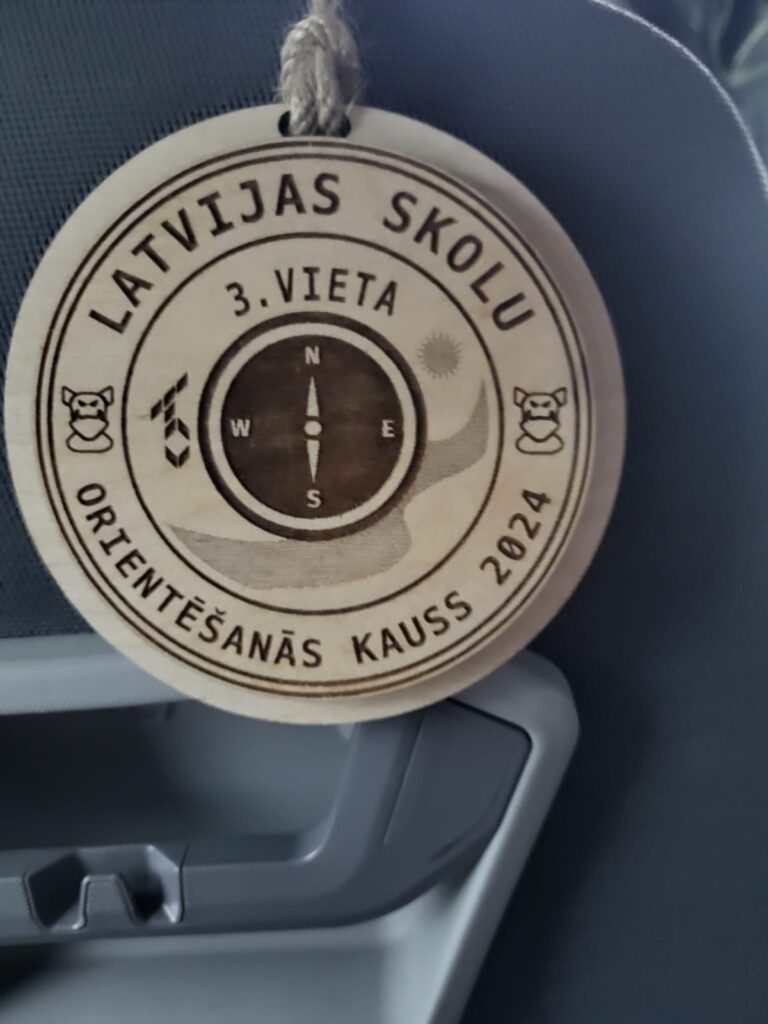 LATVIJAS SKOLU
3.VIETA
N
W E
S
ORIENTĒŠANĀS KAUSS 2024